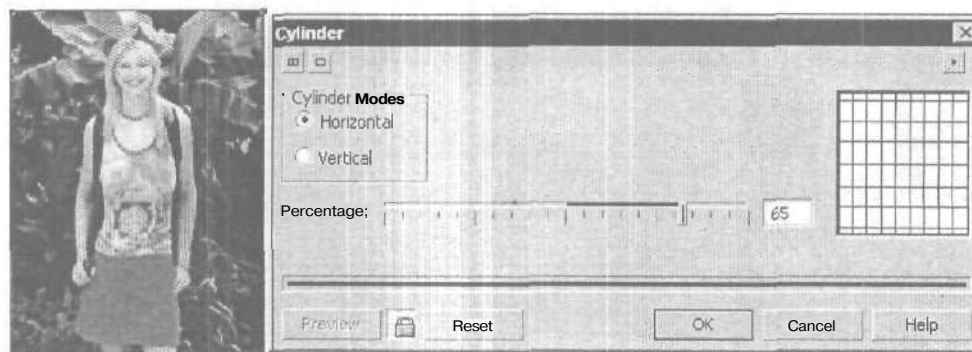 Cylinder
Cylinder Modes
Horizontal
Vertical
Percentage;
65
Preview
Reset
OK
Cancel
Help